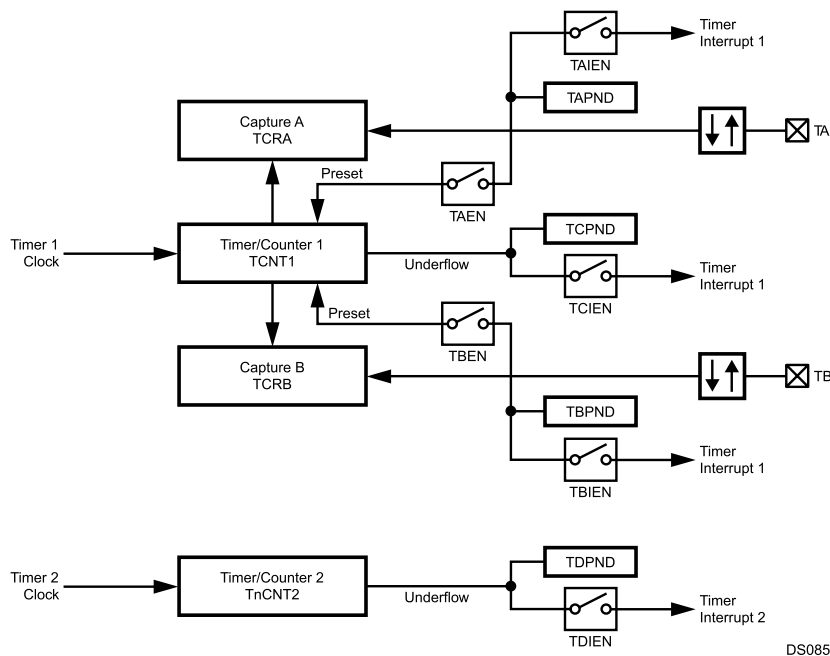 Timer
Interrupt 1
TAIEN
TAPND
Capture A
TCRA
TA
Preset
TAEN
Timer 1
Clock
Timer/Counter 1
TCNT1
Underflow
TCPND
Timer
Interrupt 1
TCIEN
Preset
TBEN
Capture B
TCRB
TB
TBPND
Timer
Interrupt 1
TBIEN
Timer 2
Clock
Timer/Counter 2
TnCNT2
Underflow
TDPND
Timer
Interrupt 2
TDIEN
DS085